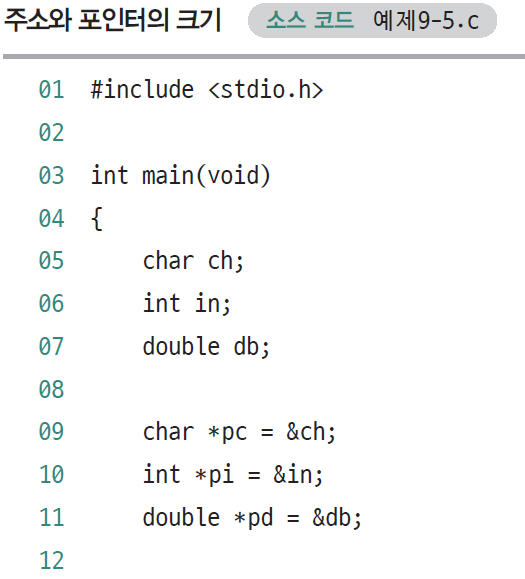 주소와 포인터의 크기 소스 코드 예제9-5.c
01 #include <stdio.h>
02
03 int main(void)
04 {
05 char ch;
06 int in;
07 double db;
08
09 char *pc = &ch;
10 int *pi = &in;
11 double *pd = &db;
12